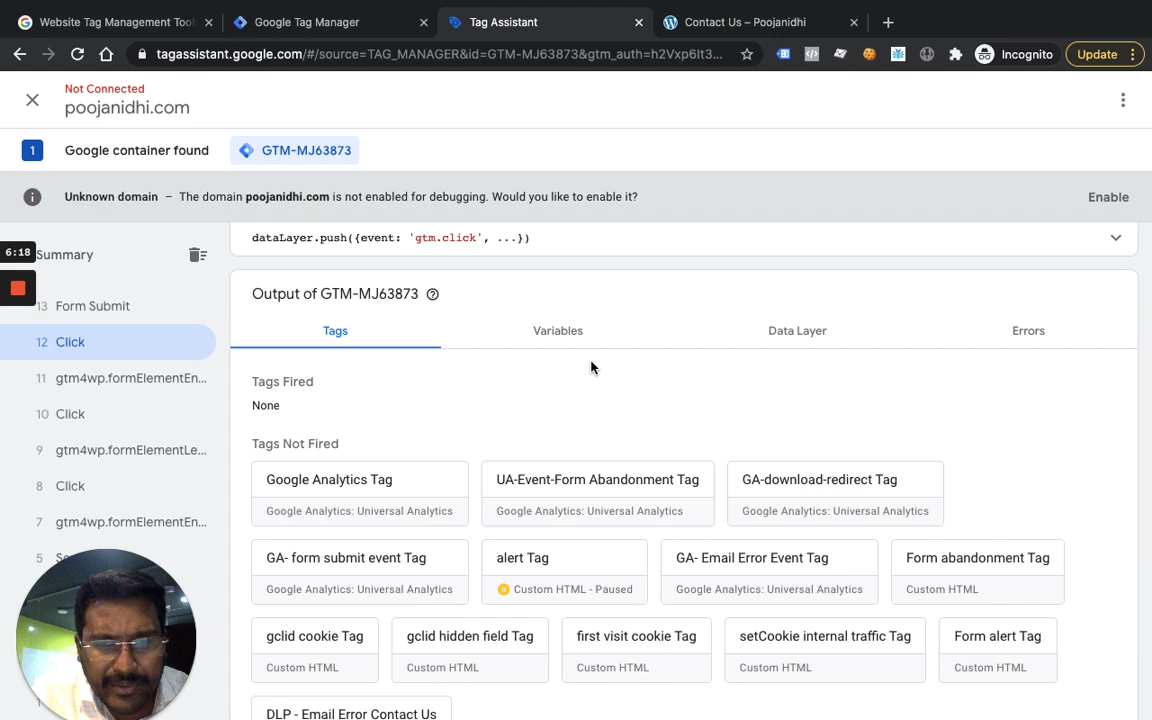 Website Tag Management Tool
Google Tag Manager
Tag Assistant
Contact Us – Poojanidhi
tagassistant.google.com/#/source=TAG_MANAGER&id=GTM-MJ63873&gtm_auth=h2Vxp6It3...
Incognito
Update
Not Connected
poojanidhi.com
1
Google container found
GTM-MJ63873
Unknown domain – The domain poojanidhi.com is not enabled for debugging. Would you like to enable it?
Enable
6:18
Summary
dataLayer.push({event: 'gtm.click', ...})
13 Form Submit
12 Click
11 gtm4wp.formElementEn...
10 Click
9 gtm4wp.formElementLe...
8 Click
7 gtm4wp.formElementEn...
5
Output of GTM-MJ63873
Tags
Variables
Data Layer
Errors
Tags Fired
None
Tags Not Fired
Google Analytics Tag
Google Analytics: Universal Analytics
UA-Event-Form Abandonment Tag
Google Analytics: Universal Analytics
GA-download-redirect Tag
Google Analytics: Universal Analytics
GA- form submit event Tag
Google Analytics: Universal Analytics
alert Tag
Custom HTML - Paused
GA- Email Error Event Tag
Google Analytics: Universal Analytics
Form abandonment Tag
Custom HTML
gclid cookie Tag
Custom HTML
gclid hidden field Tag
Custom HTML
first visit cookie Tag
Custom HTML
setCookie internal traffic Tag
Custom HTML
Form alert Tag
Custom HTML
DLP - Email Error Contact Us